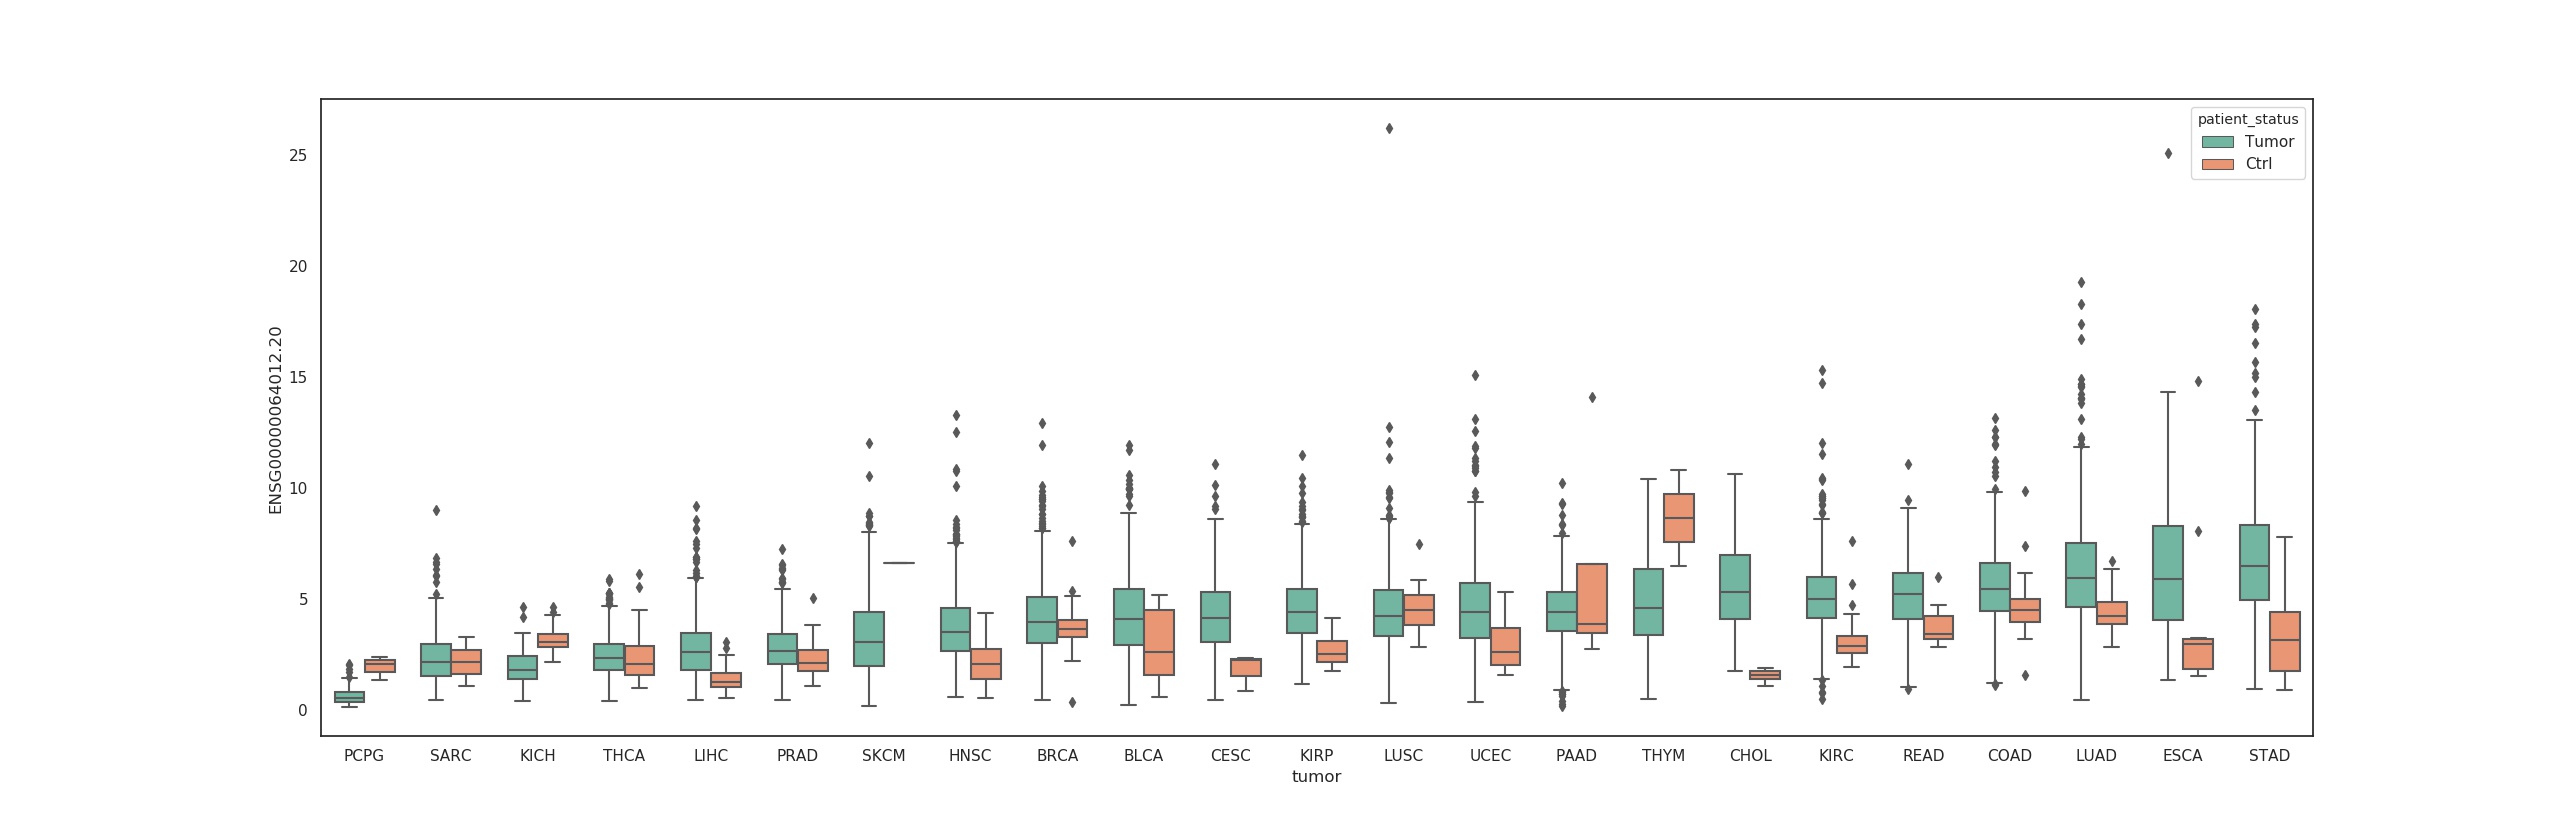 patient_status
Tumor
Ctrl
25
20
15
10
5
0
ENSG00000064012.20
PCPG SARC KICH THCA LIHC PRAD SKCM HNSC BRCA BLCA CESC KIRP LUSC UCEC PAAD THYM CHOL KIRC READ COAD LUAD ESCA STAD
tumor